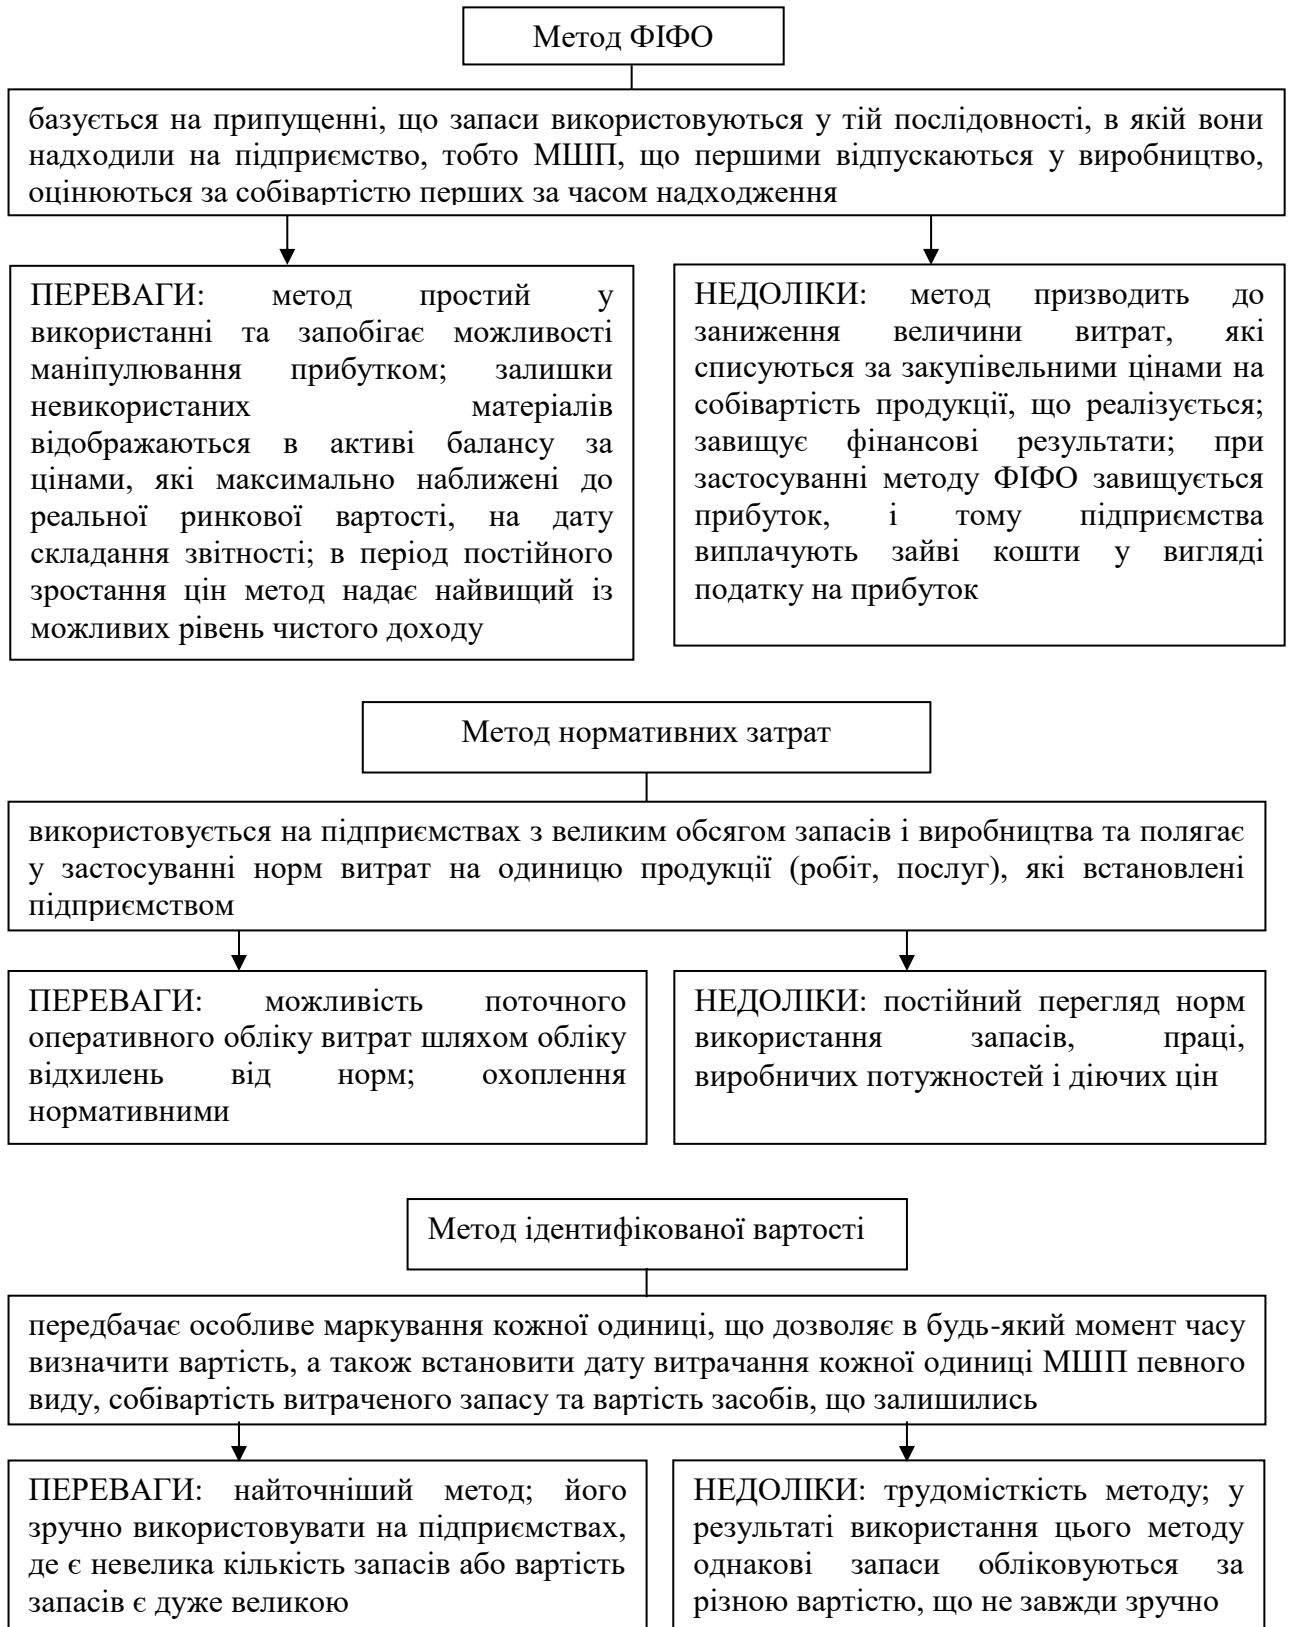 Метод ФІФО
базується на припущенні, що запаси використовуються у тій послідовності, в якій вони
надходили на підприємство, тобто МШП, що першими відпускаються у виробництво,
оцінюються за собівартістю перших за часом надходження
ПЕРЕВАГИ: метод простий у
використанні та запобігає можливості
маніпулювання прибутком; залишки
невикористаних матеріалів
відображаються в активі балансу за
цінами, які максимально наближені до
реальної ринкової вартості, на дату
складання звітності; в період постійного
зростання цін метод надає найвищий із
можливих рівень чистого доходу
НЕДОЛІКИ: метод призводить до
заниження величини витрат, які
списуються за закупівельними цінами на
собівартість продукції, що реалізується;
завищує фінансові результати; при
застосуванні методу ФІФО завищується
прибуток, і тому підприємства
виплачують зайві кошти у вигляді
податку на прибуток
Метод нормативних затрат
використовується на підприємствах з великим обсягом запасів і виробництва та полягає
у застосуванні норм витрат на одиницю продукції (робіт, послуг), які встановлені
підприємством
ПЕРЕВАГИ: можливість поточного
оперативного обліку витрат шляхом обліку
відхилень від норм; охоплення
нормативними
НЕДОЛІКИ: постійний перегляд норм
використання запасів, праці,
виробничих потужностей і діючих цін
Метод ідентифікованої вартості
передбачає особливе маркування кожної одиниці, що дозволяє в будь-який момент часу
визначити вартість, а також встановити дату витрачання кожної одиниці МШП певного
виду, собівартість витраченого запасу та вартість засобів, що залишились
ПЕРЕВАГИ: найточніший метод; його
зручно використовувати на підприємствах,
де є невелика кількість запасів або вартість
запасів є дуже великою
НЕДОЛІКИ: трудомісткість методу; у
результаті використання цього методу
однакові запаси обліковуються за
різною вартістю, що не завжди зручно